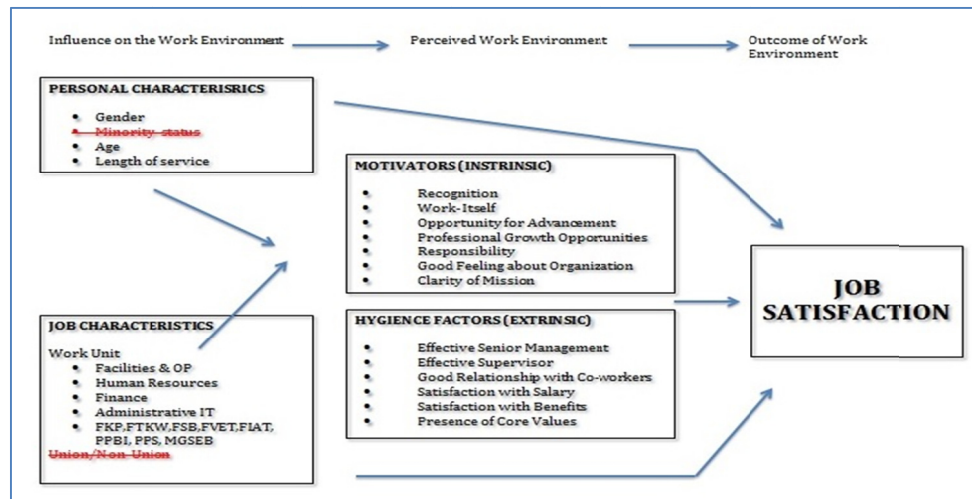 Influence on the Work Environment
Perceived Work Environment
Outcome of Work
Environment
PERSONAL CHARACTERISRICS
• Gender
• Minority status
• Age
• Length of service
MOTIVATORS (INSTRINSIC)
• Recognition
• Work-Itself
• Opportunity for Advancement
• Professional Growth Opportunities
• Responsibility
• Good Feeling about Organization
• Clarity of Mission
JOB CHARACTERISTICS
Work Unit
• Facilities & OP
• Human Resources
• Finance
• Administrative IT
• FKP,FTKW,FSB,FVET,FIAT,
PPBI, PPS, MGSEB
Union/Non-Union
HYGIENCE FACTORS (EXTRINSIC)
• Effective Senior Management
• Effective Supervisor
• Good Relationship with Co-workers
• Satisfaction with Salary
• Satisfaction with Benefits
• Presence of Core Values
JOB
SATISFACTION